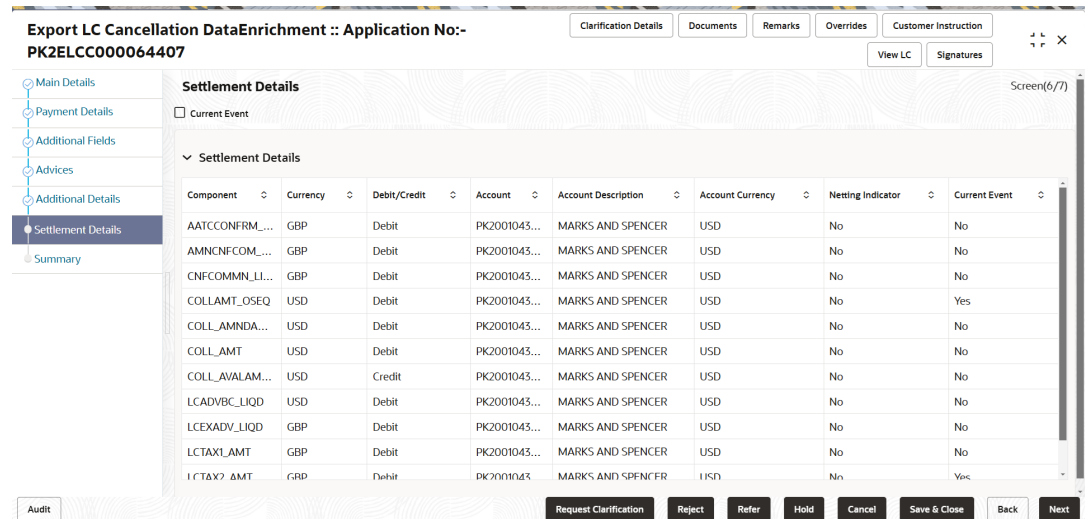 Export LC Cancellation DataEnrichment :: Application No:-
PK2ELCC000064407
Clarification Details Documents Remarks Overrides Customer Instruction
View LC Signatures
Main Details
Payment Details
Additional Fields
Advices
Additional Details
Settlement Details
Summary
Settlement Details Screen(6/7)
Current Event
Settlement Details
Component Currency Debit/Credit Account Account Description Account Currency Netting Indicator Current Event
AATCCONFRM_... GBP Debit PK2001043... MARKS AND SPENCER USD No No
AMNCNFCOM_... GBP Debit PK2001043... MARKS AND SPENCER USD No No
CNFCOMMN_LI... GBP Debit PK2001043... MARKS AND SPENCER USD No No
COLLAMT_OSEQ USD Debit PK2001043... MARKS AND SPENCER USD No Yes
COLL_AMNDA... USD Debit PK2001043... MARKS AND SPENCER USD No No
COLL_AMT USD Debit PK2001043... MARKS AND SPENCER USD No No
COLL_AVALAM... USD Credit PK2001043... MARKS AND SPENCER USD No No
LCADVBC_LIQD USD Debit PK2001043... MARKS AND SPENCER USD No No
LCEXADV_LIQD GBP Debit PK2001043... MARKS AND SPENCER USD No No
LCTAX1_AMT GBP Debit PK2001043... MARKS AND SPENCER USD No No
LCTAX2_AMT GBP Debit PK2001043... MARKS AND SPENCER USD No Yes
Audit Request Clarification Reject Refer Hold Cancel Save & Close Back Next